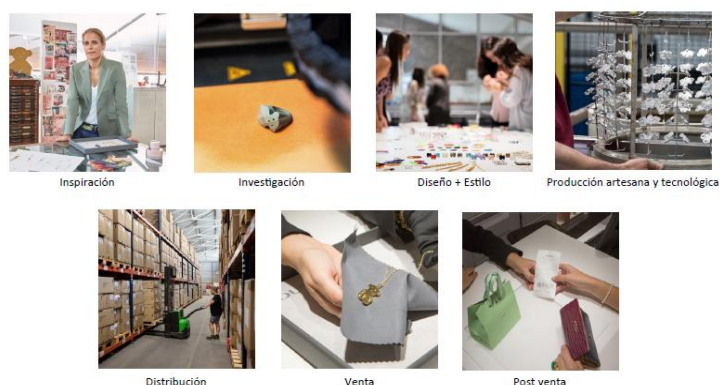 Inspiración
Investigación
Diseño + Estilo
Producción artesana y tecnológica
Distribución
Venta
Post venta